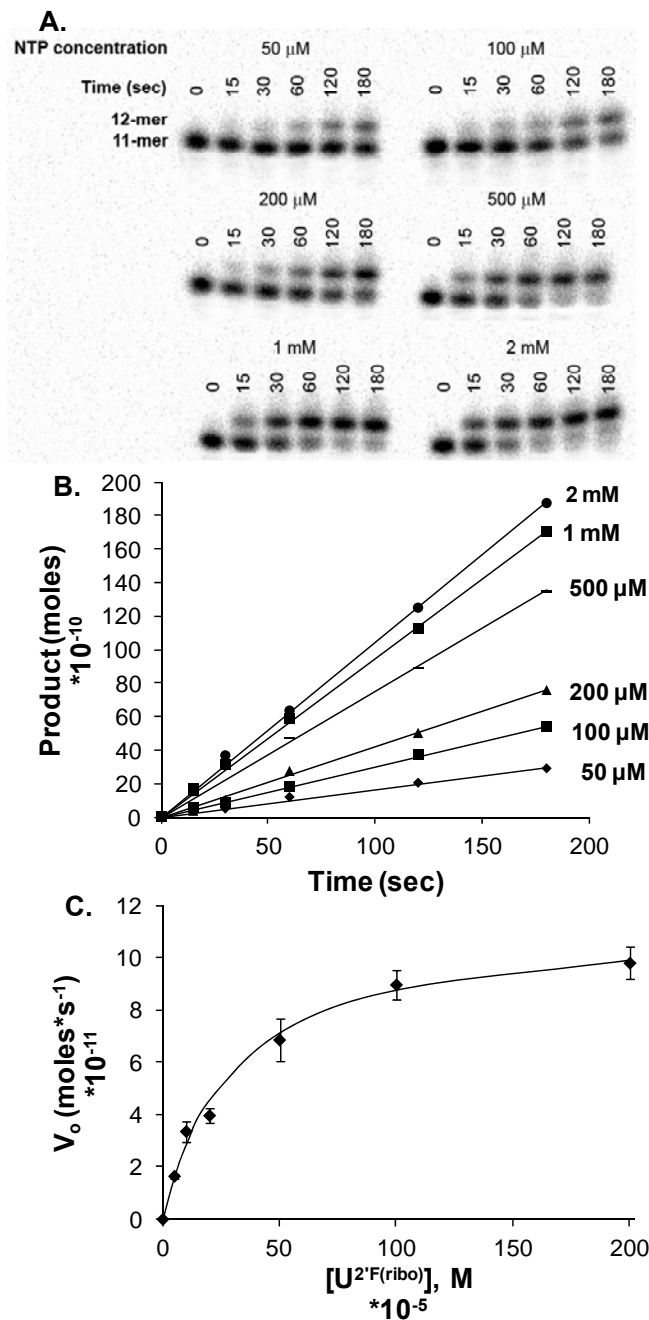 A.
NTP concentration 50 μM 100 μM
Time (sec) 0 15 30 60 120 180 0 15 30 60 120 180
12-mer
11-mer
200 μM 500 μM
0 15 30 60 120 180 0 15 30 60 120 180
1 mM 2 mM
0 15 30 60 120 180 0 15 30 60 120 180
B.
Product (moles)
*10-10
200
180
160
140
120
100
80
60
40
20
0
2 mM
1 mM
500 μM
200 μM
100 μM
50 μM
0 50 100 150 200
Time (sec)
C.
Vo (moles*s-1)
*10-11
12
10
8
6
4
2
0
0 50 100 150 200
[U2'F(ribo)], M
*10-5